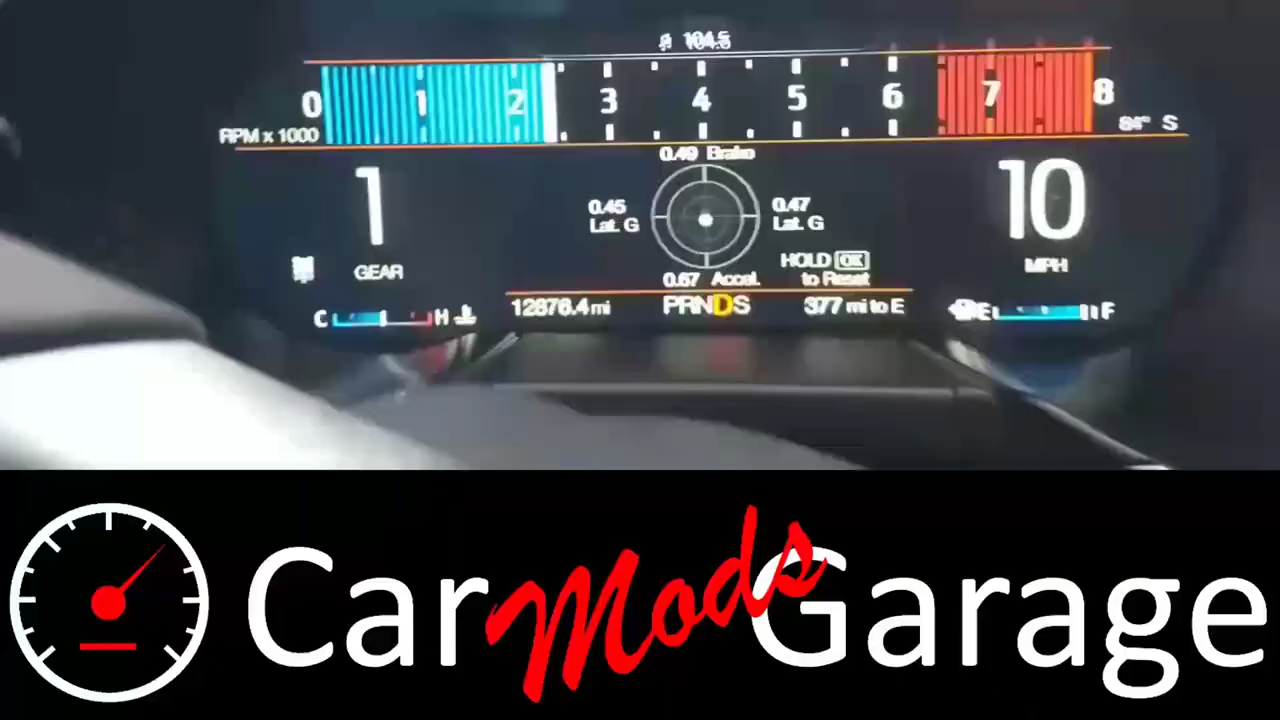 104.5
0 1 2 3 4 5 6 7 8
RPM x 1000
84° S
0.49 Brake
1
GEAR
0.45
Lat. G
0.47
Lat. G
10
MPH
HOLD OK
to Reset
0.67 Accel.
12876.4 mi
PRNDS
377 mi to E
C H
E F
Car Mods Garage